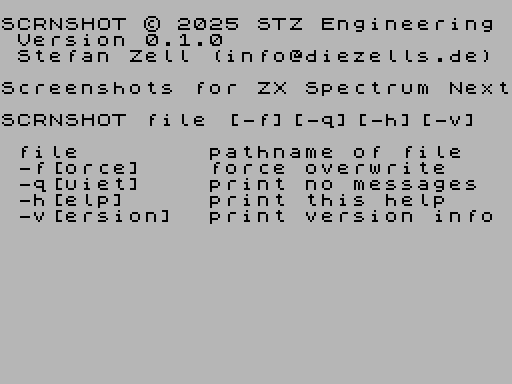 SCRNSHOT © 2025 STZ Engineering
Version 0.1.0
Stefan Zell (info@diezells.de)
Screenshots for ZX Spectrum Next
SCRNSHOT file [-f][-q][-h][-v]
file pathname of file
-f[orce] force overwrite
-q[uiet] print no messages
-h[elp] print this help
-v[ersion] print version info